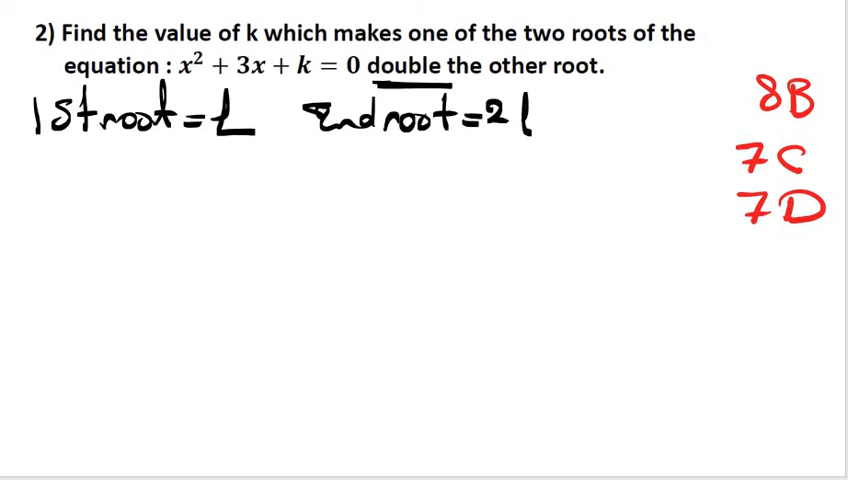 2) Find the value of k which makes one of the two roots of the
equation : x² + 3x + k = 0 double the other root.
1st root = L 2nd root = 2 l
8B
7C
7D